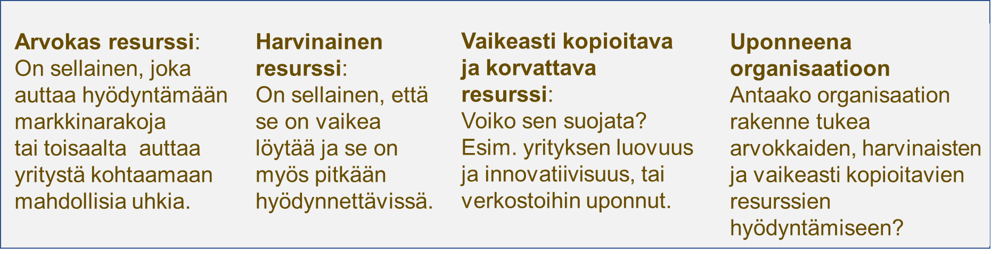 Arvokas resurssi:
On sellainen, joka
auttaa hyödyntämään
markkinarakoja
tai toisaalta  auttaa
yritystä kohtaamaan
mahdollisia uhkia.
Harvinainen
resurssi:
On sellainen, että
se on vaikea
löytää ja se on
myös pitkään
hyödynnettävissä.
Vaikeasti kopioitava
ja korvattava
resurssi:
Voiko sen suojata?
Esim. yrityksen luovuus
ja innovatiivisuus, tai
verkostoihin uponnut.
Uponneena
organisaatioon
Antaako organisaation
rakenne tukea
arvokkaiden, harvinaisten
ja vaikeasti kopioitavien
resurssien
hyödyntämiseen?